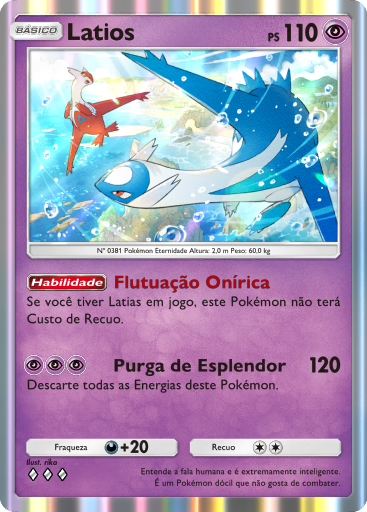 BÁSICO
Latios
PS 110
Nº 0381 Pokémon Eternidade Altura: 2,0 m Peso: 60,0 kg
Habilidade Flutuação Onírica
Se você tiver Latias em jogo, este Pokémon não terá
Custo de Recuo.
Purga de Esplendor 120
Descarte todas as Energias deste Pokémon.
Fraqueza +20 Recuo
Ilust. rika
Entende a fala humana e é extremamente inteligente.
É um Pokémon dócil que não gosta de combater.